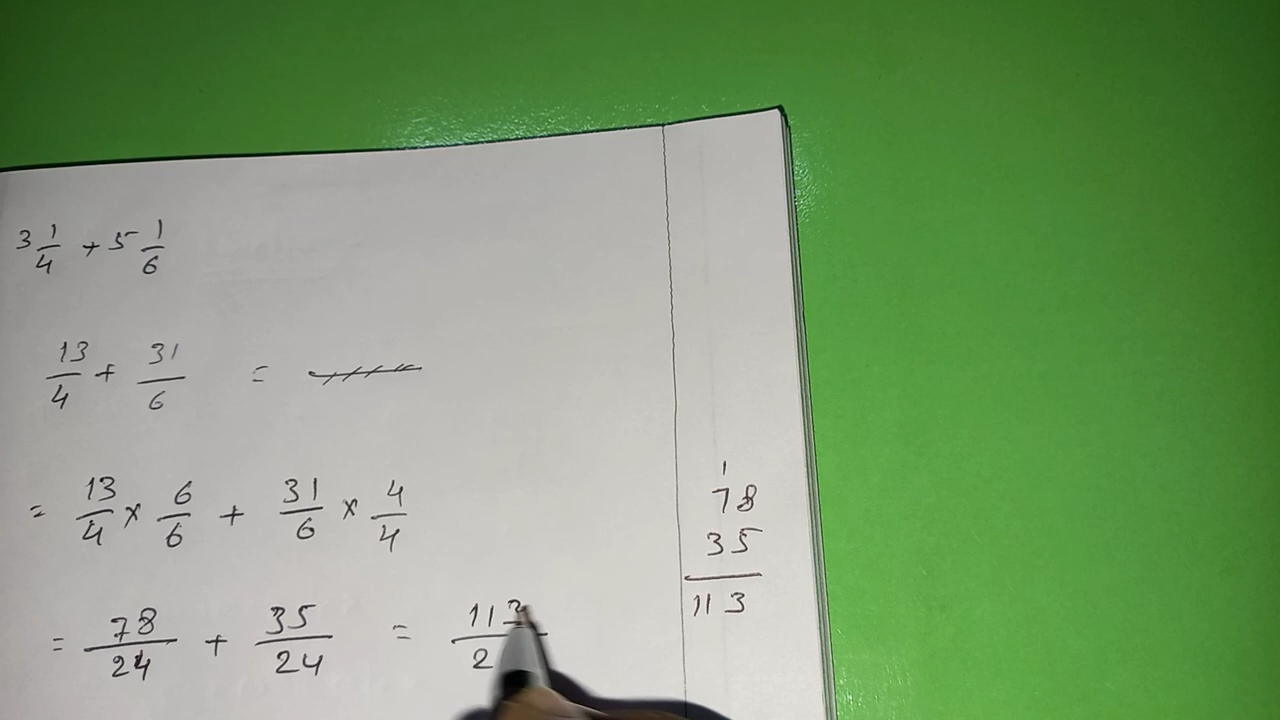 3 1/4 + 5 1/6
13/4 + 31/6 =
= 13/4 × 6/6 + 31/6 × 4/4
= 78/24 + 35/24 = 113/2
1
78
35
113